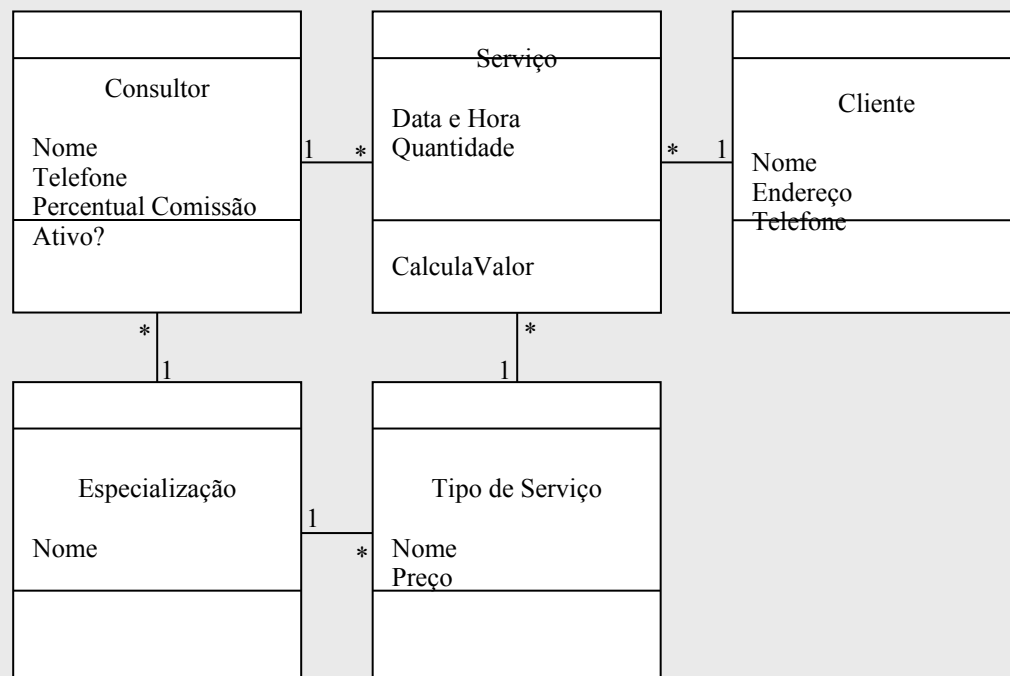 Consultor
Nome
Telefone
Percentual Comissão
Ativo?
1
*
Serviço
Data e Hora
Quantidade
CalculaValor
*
1
Cliente
Nome
Endereço
Telefone
*
1
*
1
Especialização
Nome
1
*
Tipo de Serviço
Nome
Preço